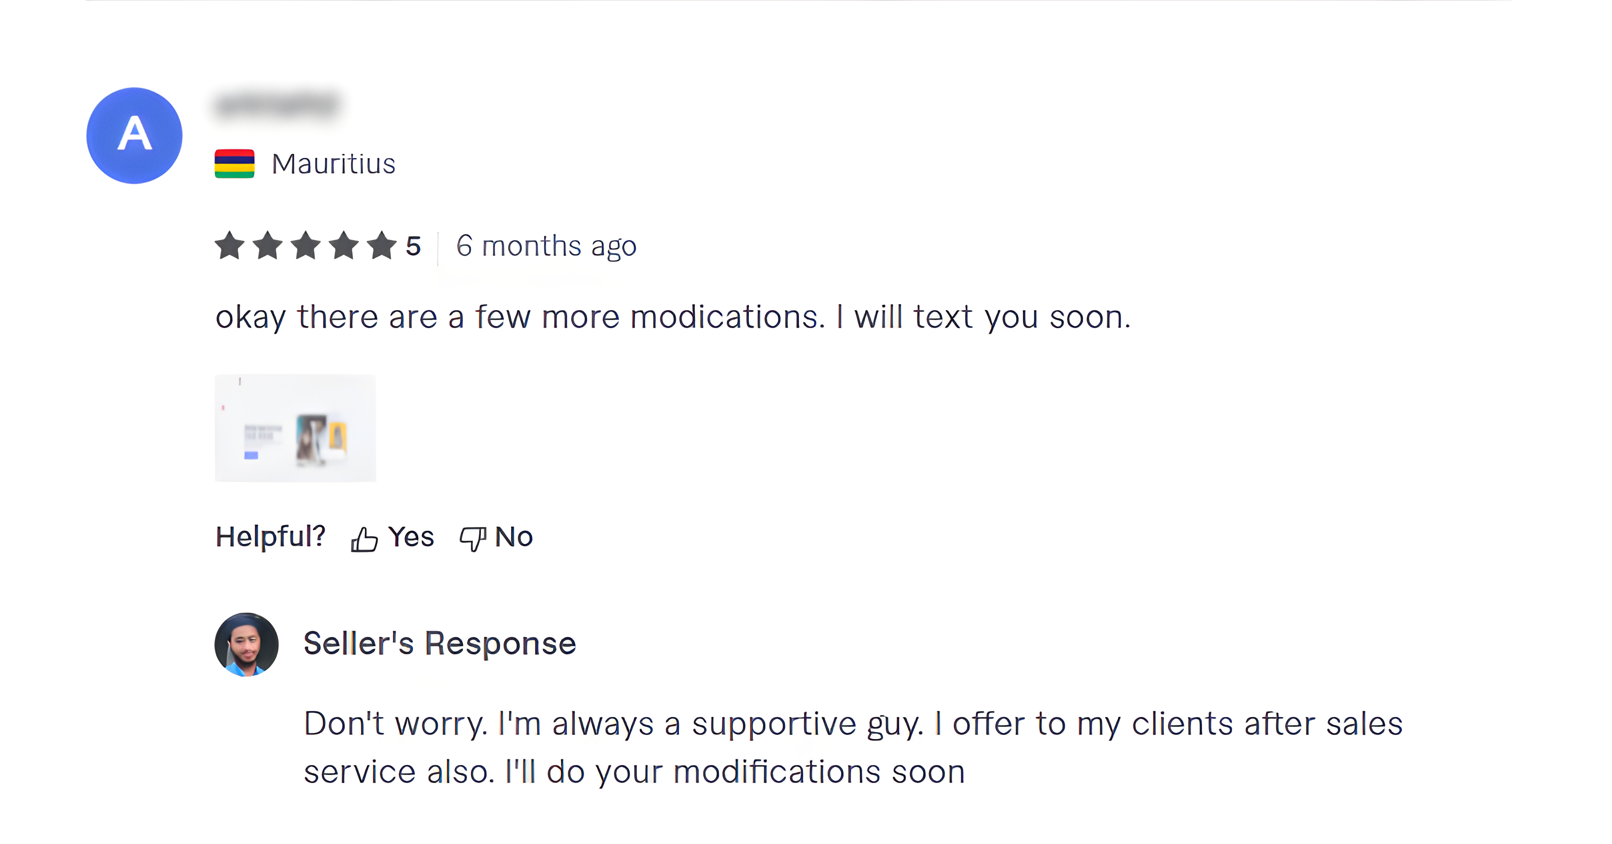 A
Mauritius
5 6 months ago
okay there are a few more modications. I will text you soon.
Helpful? Yes No
Seller's Response
Don't worry. I'm always a supportive guy. I offer to my clients after sales
service also. I'll do your modifications soon